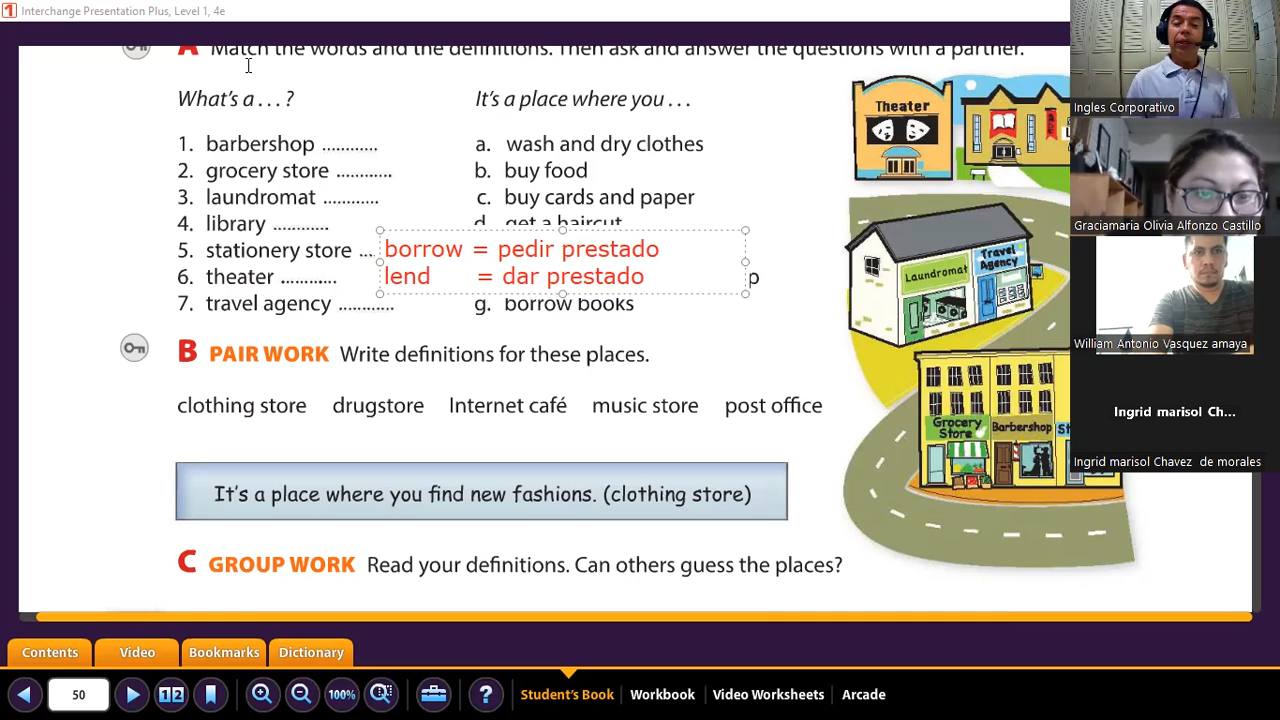 Interchange Presentation Plus, Level 1, 4e
A Match the words and the definitions. Then ask and answer the questions with a partner.
What's a . . . ?
It's a place where you . . .
1. barbershop ............
2. grocery store ............
3. laundromat ............
4. library ............
5. stationery store ...
6. theater ............
7. travel agency ............
a. wash and dry clothes
b. buy food
c. buy cards and paper
d. get a haircut
p
g. borrow books
borrow = pedir prestado
lend = dar prestado
Theater
Laundromat
Travel Agency
Grocery Store
Barbershop
St
B PAIR WORK Write definitions for these places.
clothing store drugstore Internet café music store post office
It's a place where you find new fashions. (clothing store)
C GROUP WORK Read your definitions. Can others guess the places?
Ingles Corporativo
Graciamaria Olivia Alfonzo Castillo
William Antonio Vasquez amaya
Ingrid marisol Ch...
Ingrid marisol Chavez de morales
Contents Video Bookmarks Dictionary
50 1 2 100% ? Student's Book Workbook Video Worksheets Arcade